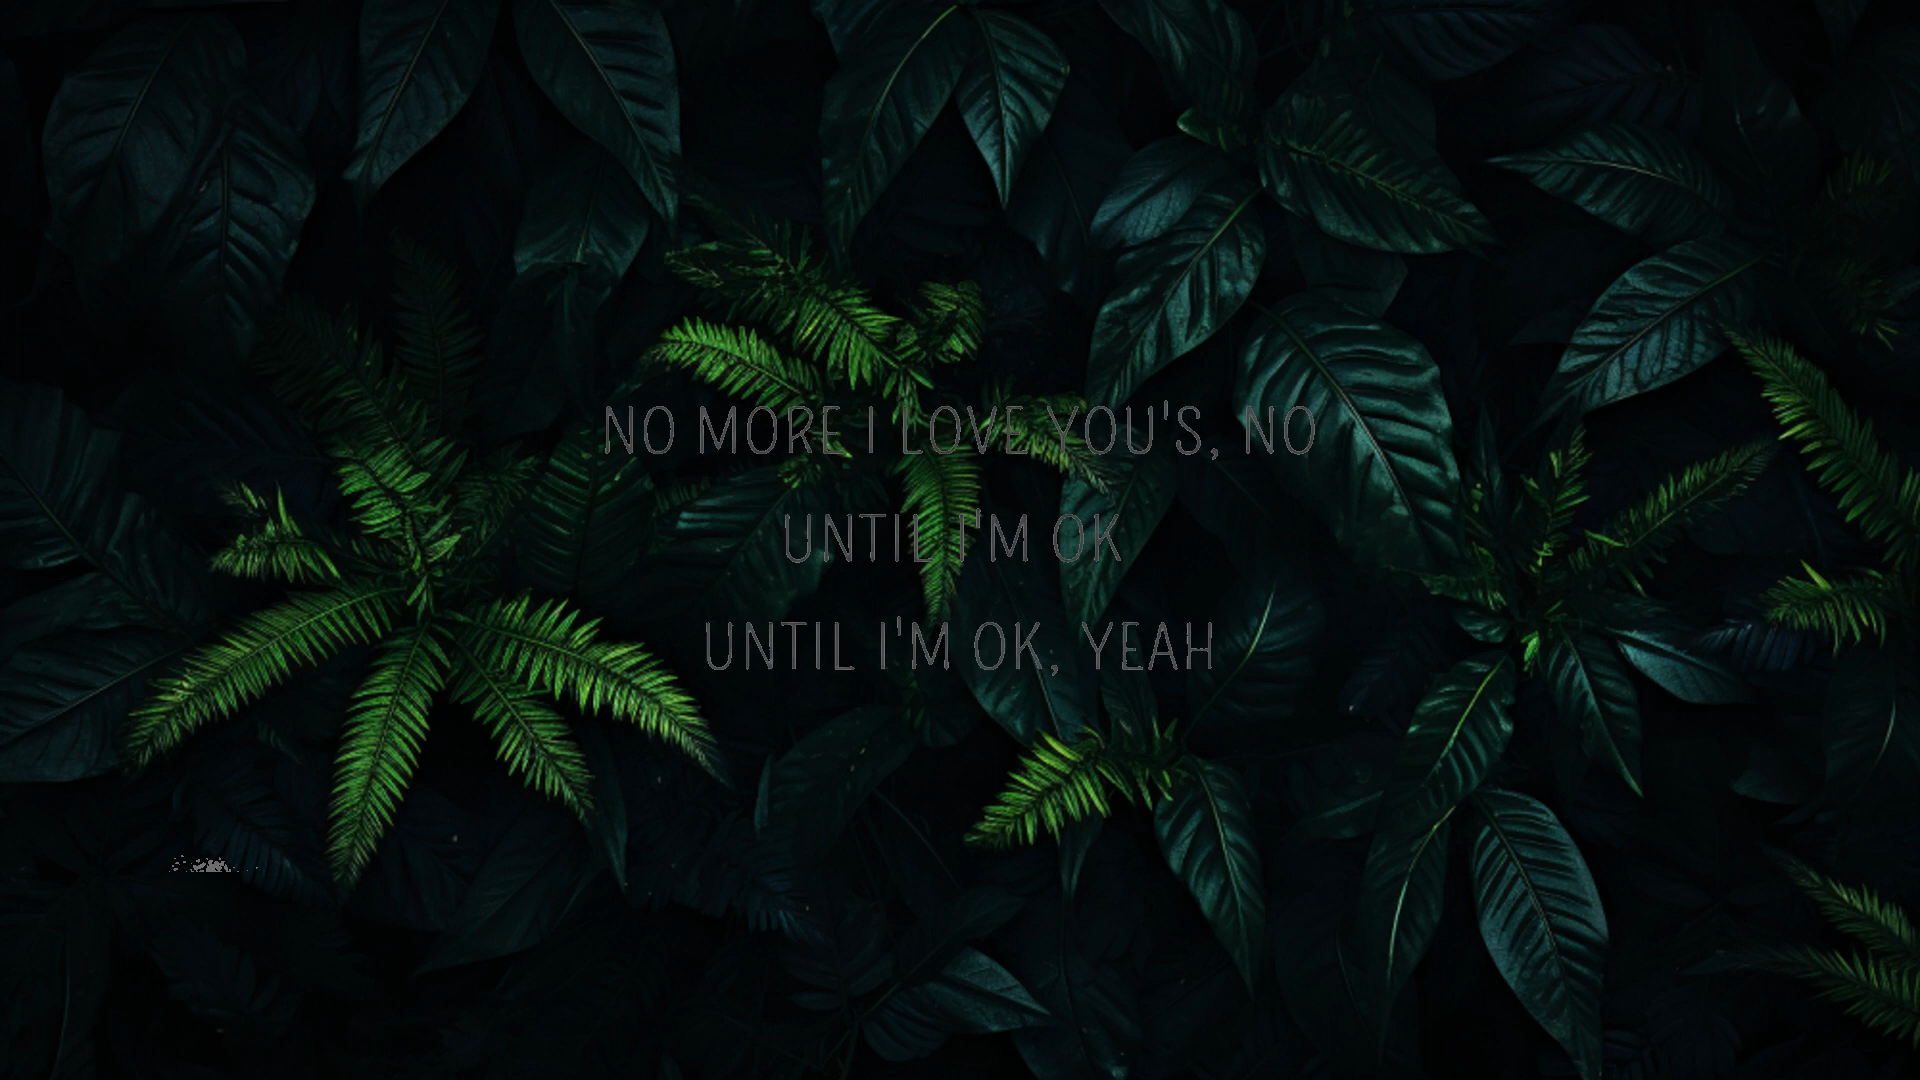 NO MORE I LOVE YOU'S, NO
UNTIL I'M OK
UNTIL I'M OK, YEAH